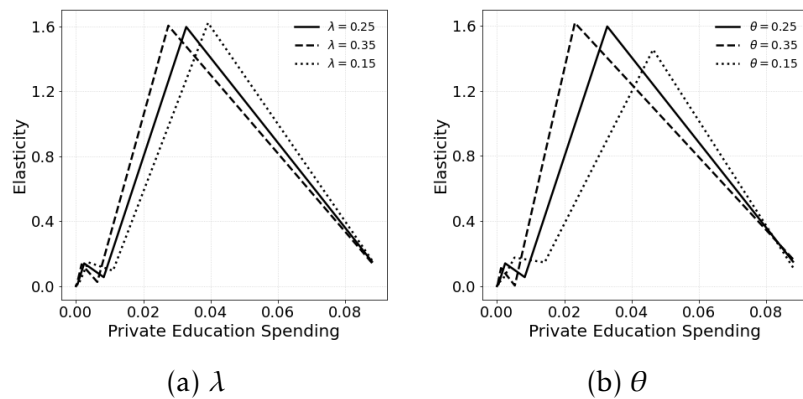 1.6
1.2
0.8
0.4
0.0
Elasticity
λ = 0.25
λ = 0.35
λ = 0.15
0.00 0.02 0.04 0.06 0.08
Private Education Spending
(a) λ
1.6
1.2
0.8
0.4
0.0
Elasticity
θ = 0.25
θ = 0.35
θ = 0.15
0.00 0.02 0.04 0.06 0.08
Private Education Spending
(b) θ